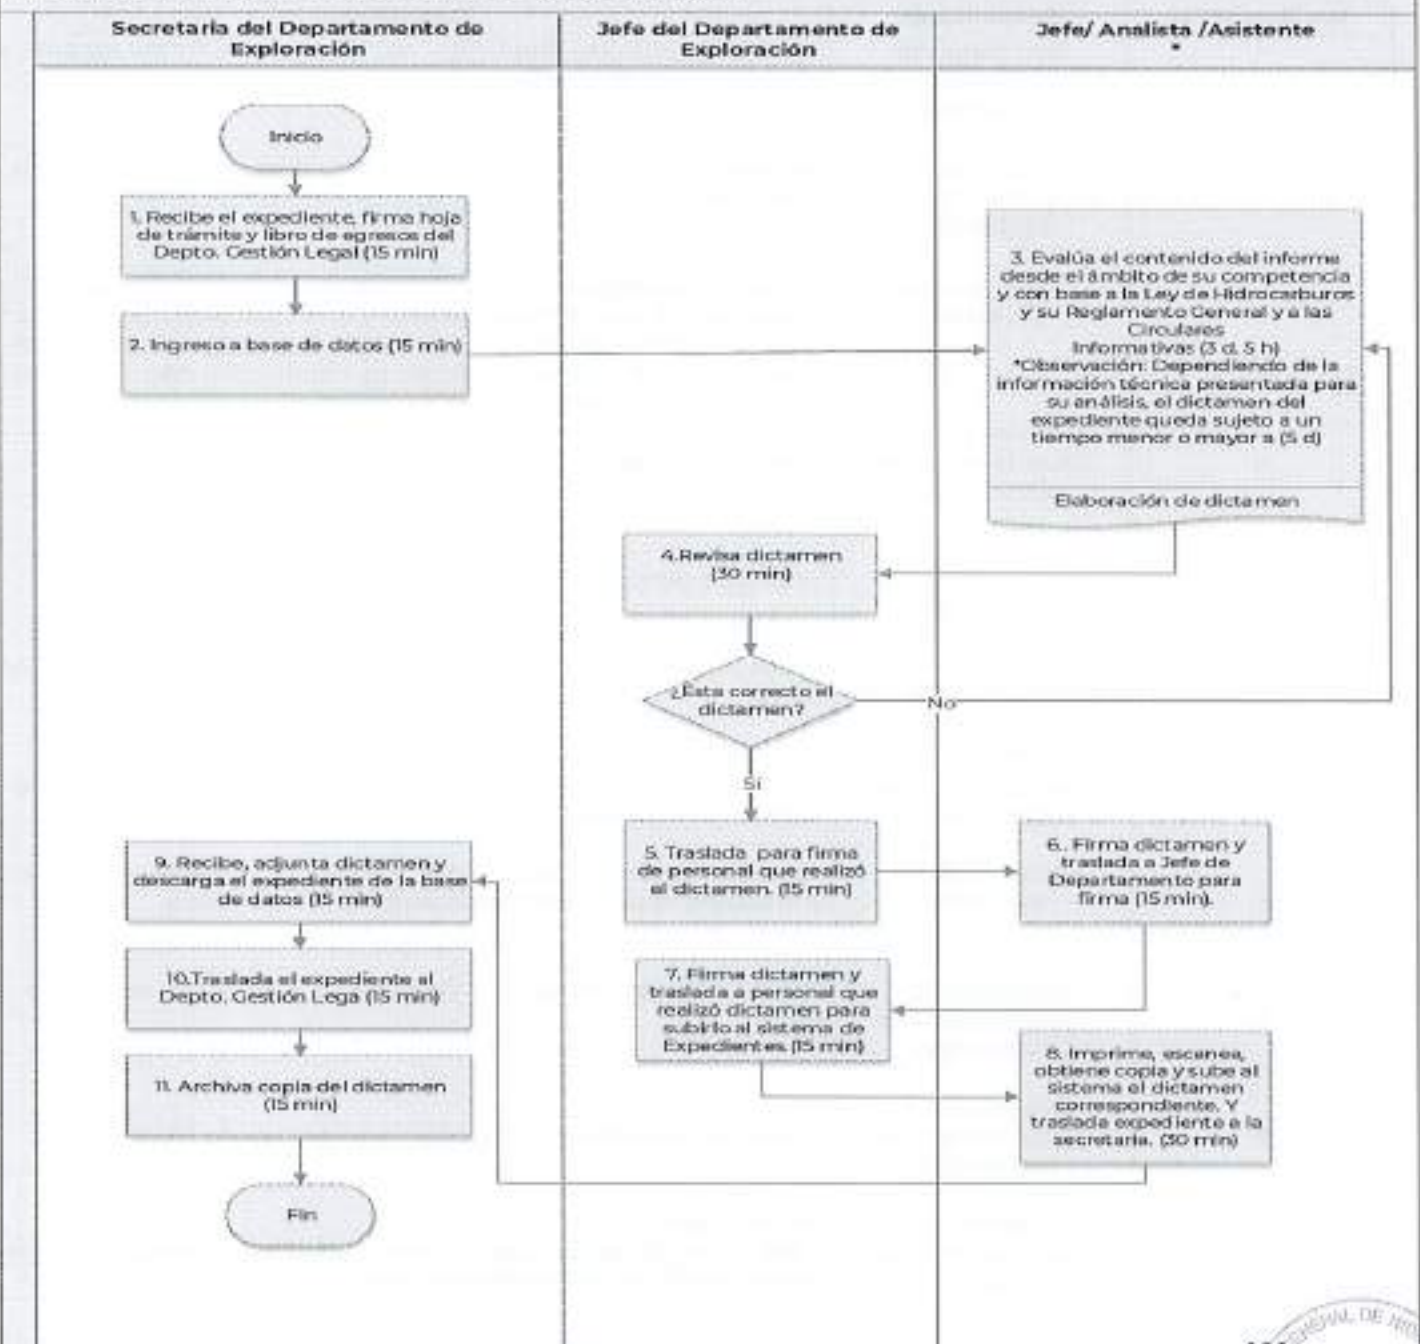 Secretaria del Departamento de
Exploración
Jefe del Departamento de
Exploración
Jefe/ Analista /Asistente
*
Inicio
1. Recibe el expediente, firma hoja
de trámite y libro de egresos del
Depto. Gestión Legal (15 min)
2. Ingreso a base de datos (15 min)
3. Evalúa el contenido del informe
desde el ámbito de su competencia
y con base a la Ley de Hidrocarburos
y su Reglamento General y a las
Circulares
Informativas (3 d, 5 h)
*Observación: Dependiendo de la
información técnica presentada para
su análisis, el dictamen del
expediente queda sujeto a un
tiempo menor o mayor a (5 d)
Elaboración de dictamen
4.Revisa dictamen
(30 min)
¿Esta correcto el
dictamen?
No
Sí
5. Traslada para firma
de personal que realizó
el dictamen. (15 min)
6.. Firma dictamen y
traslada a Jefe de
Departamento para
firma (15 min).
7. Firma dictamen y
traslada a personal que
realizó dictamen para
subirlo al sistema de
Expedientes. (15 min)
8. Imprime, escanea,
obtiene copia y sube al
sistema el dictamen
correspondiente. Y
traslada expediente a la
secretaria. (30 min)
9. Recibe, adjunta dictamen y
descarga el expediente de la base
de datos (15 min)
10.Traslada el expediente al
Depto. Gestión Lega (15 min)
11. Archiva copia del dictamen
(15 min)
Fin
DE